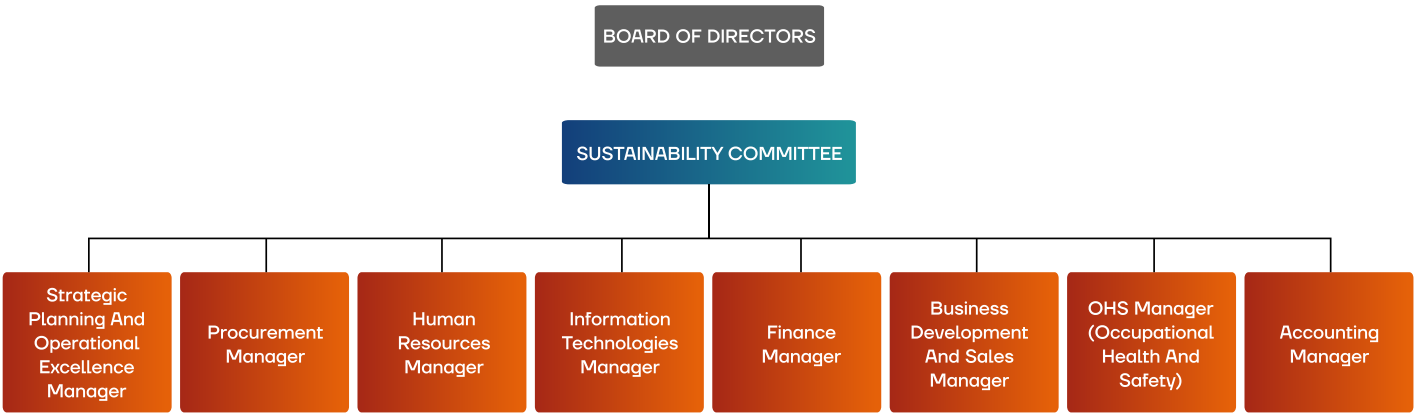 BOARD OF DIRECTORS
SUSTAINABILITY COMMITTEE
Strategic
Planning And
Operational
Excellence
Manager
Procurement
Manager
Human
Resources
Manager
Information
Technologies
Manager
Finance
Manager
Business
Development
And Sales
Manager
OHS Manager
(Occupational
Health And
Safety)
Accounting
Manager